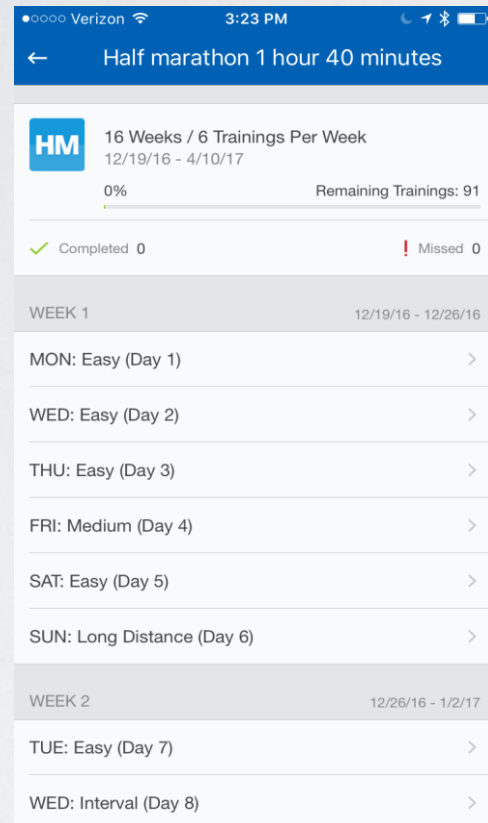 Verizon 3:23 PM
← Half marathon 1 hour 40 minutes
HM
16 Weeks / 6 Trainings Per Week
12/19/16 - 4/10/17
0% Remaining Trainings: 91
Completed 0 ! Missed 0
WEEK 1 12/19/16 - 12/26/16
MON: Easy (Day 1)
WED: Easy (Day 2)
THU: Easy (Day 3)
FRI: Medium (Day 4)
SAT: Easy (Day 5)
SUN: Long Distance (Day 6)
WEEK 2 12/26/16 - 1/2/17
TUE: Easy (Day 7)
WED: Interval (Day 8)